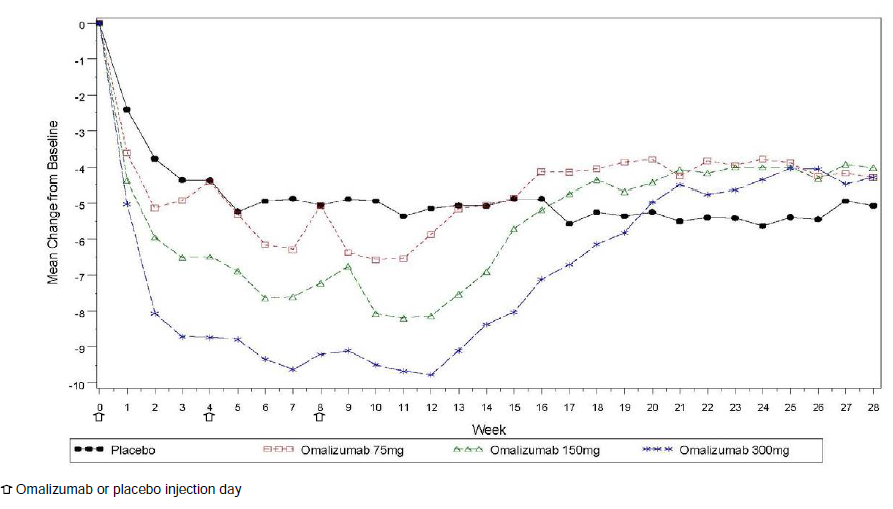 0
-1
-2
-3
-4
-5
-6
-7
-8
-9
-10
Mean Change from Baseline
0 1 2 3 4 5 6 7 8 9 10 11 12 13 14 15 16 17 18 19 20 21 22 23 24 25 26 27 28
Week
Placebo Omalizumab 75mg Omalizumab 150mg Omalizumab 300mg
Omalizumab or placebo injection day